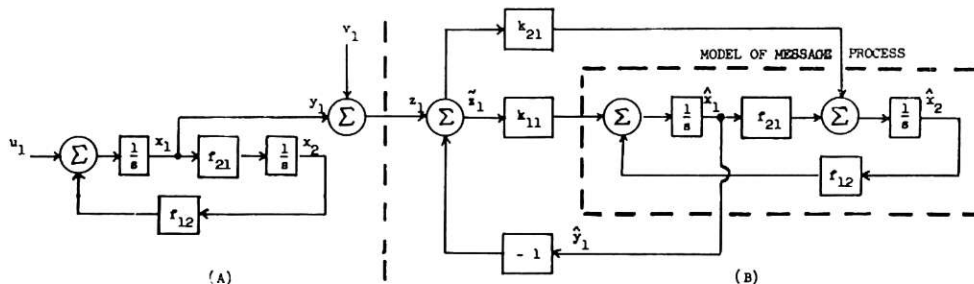 v₁
k₂₁
MODEL OF MESSAGE PROCESS
y₁
Σ
z₁
Σ
z̃₁
k₁₁
Σ
1/s
x̂₁
f₂₁
Σ
1/s
x̂₂
u₁
Σ
1/s
x₁
f₂₁
1/s
x₂
f₁₂
f₁₂
- 1
ŷ₁
(A)
(B)